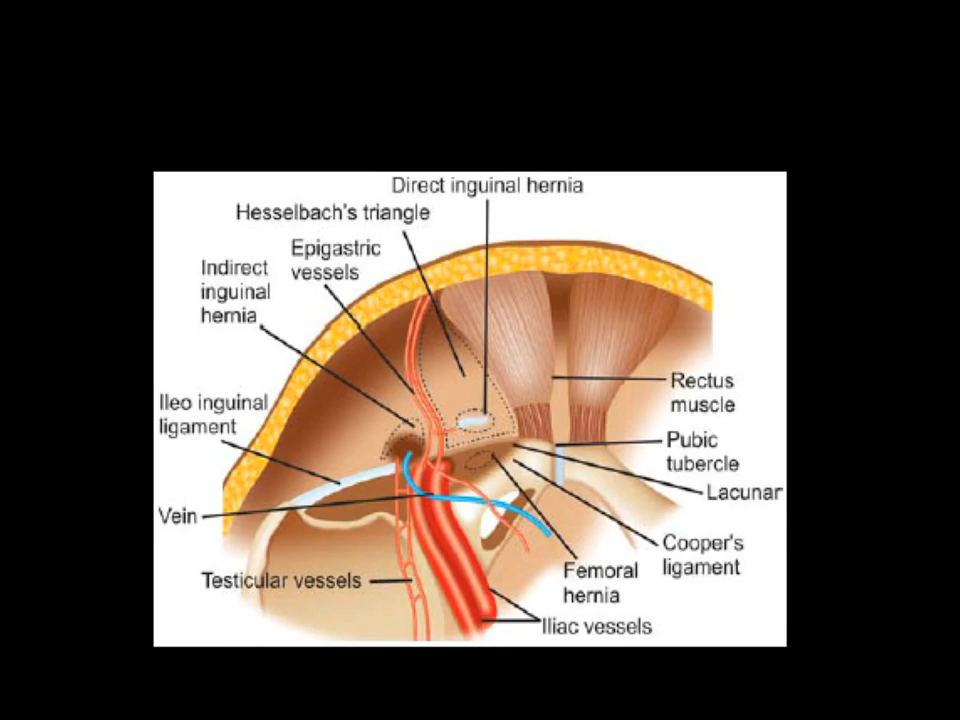 Direct inguinal hernia
Hesselbach's triangle
Epigastric
vessels
Indirect
inguinal
hernia
Ileo inguinal
ligament
Vein
Testicular vessels
Rectus
muscle
Pubic
tubercle
Lacunar
Cooper's
ligament
Femoral
hernia
Iliac vessels